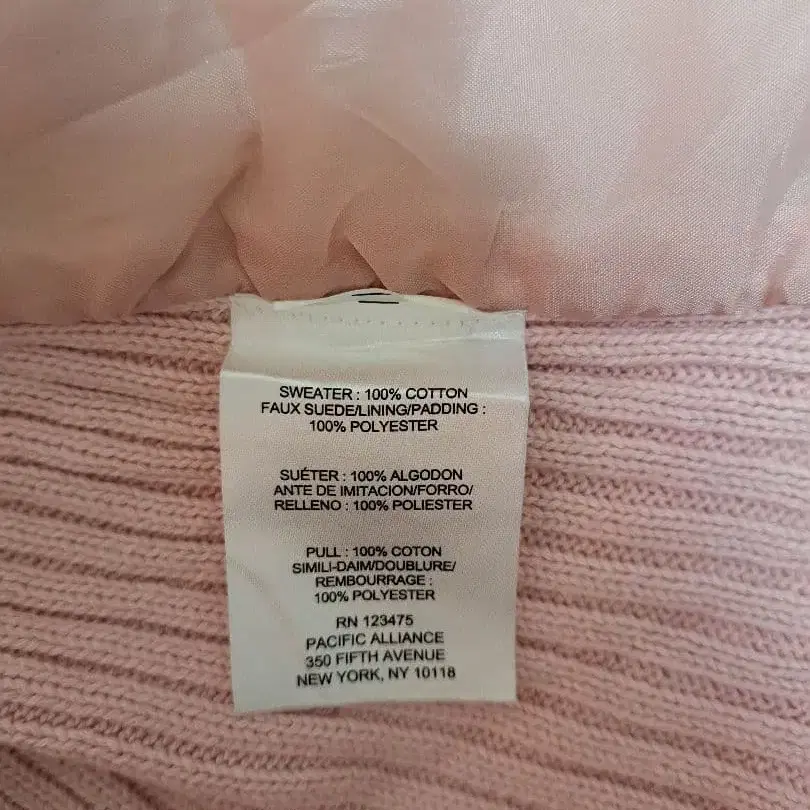 SWEATER : 100% COTTON
FAUX SUEDE/LINING/PADDING :
100% POLYESTER
SUÉTER : 100% ALGODON
ANTE DE IMITACION/FORRO/
RELLENO : 100% POLIESTER
PULL : 100% COTON
SIMILI-DAIM/DOUBLURE/
REMBOURRAGE :
100% POLYESTER
RN 123475
PACIFIC ALLIANCE
350 FIFTH AVENUE
NEW YORK, NY 10118